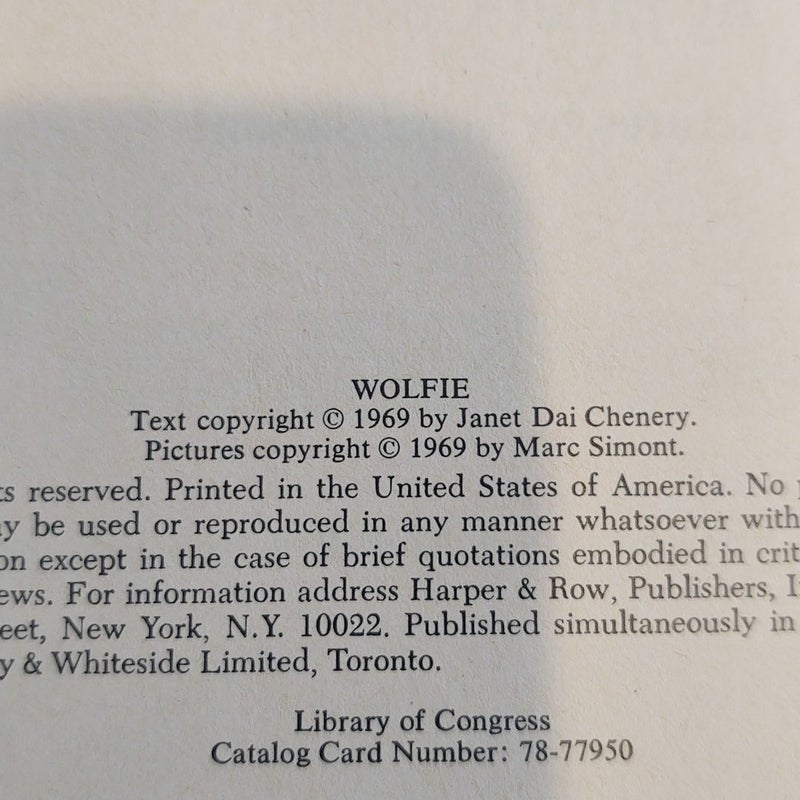 WOLFIE
Text copyright © 1969 by Janet Dai Chenery.
Pictures copyright © 1969 by Marc Simont.
ts reserved. Printed in the United States of America. No
y be used or reproduced in any manner whatsoever with
on except in the case of brief quotations embodied in crit
ews. For information address Harper & Row, Publishers, I
eet, New York, N.Y. 10022. Published simultaneously in
y & Whiteside Limited, Toronto.
Library of Congress
Catalog Card Number: 78-77950